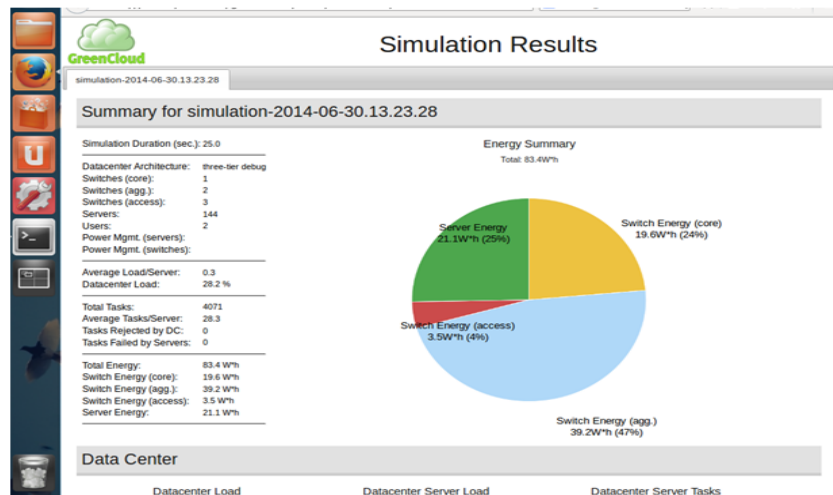 GreenCloud
Simulation Results
simulation-2014-06-30.13.23.28
Summary for simulation-2014-06-30.13.23.28
Simulation Duration (sec.): 25.0
Datacenter Architecture: three-tier debug
Switches (core): 1
Switches (agg.): 2
Switches (access): 3
Servers: 144
Users: 2
Power Mgmt. (servers):
Power Mgmt. (switches):
Average Load/Server: 0.3
Datacenter Load: 28.2 %
Total Tasks: 4071
Average Tasks/Server: 28.3
Tasks Rejected by DC: 0
Tasks Failed by Servers: 0
Total Energy: 83.4 W*h
Switch Energy (core): 19.6 W*h
Switch Energy (agg.): 39.2 W*h
Switch Energy (access): 3.5 W*h
Server Energy: 21.1 W*h
Energy Summary
Total: 83.4W*h
Server Energy
21.1W*h (25%)
Switch Energy (core)
19.6W*h (24%)
Switch Energy (access)
3.5W*h (4%)
Switch Energy (agg.)
39.2W*h (47%)
Data Center
Datacenter Load
Datacenter Server Load
Datacenter Server Tasks